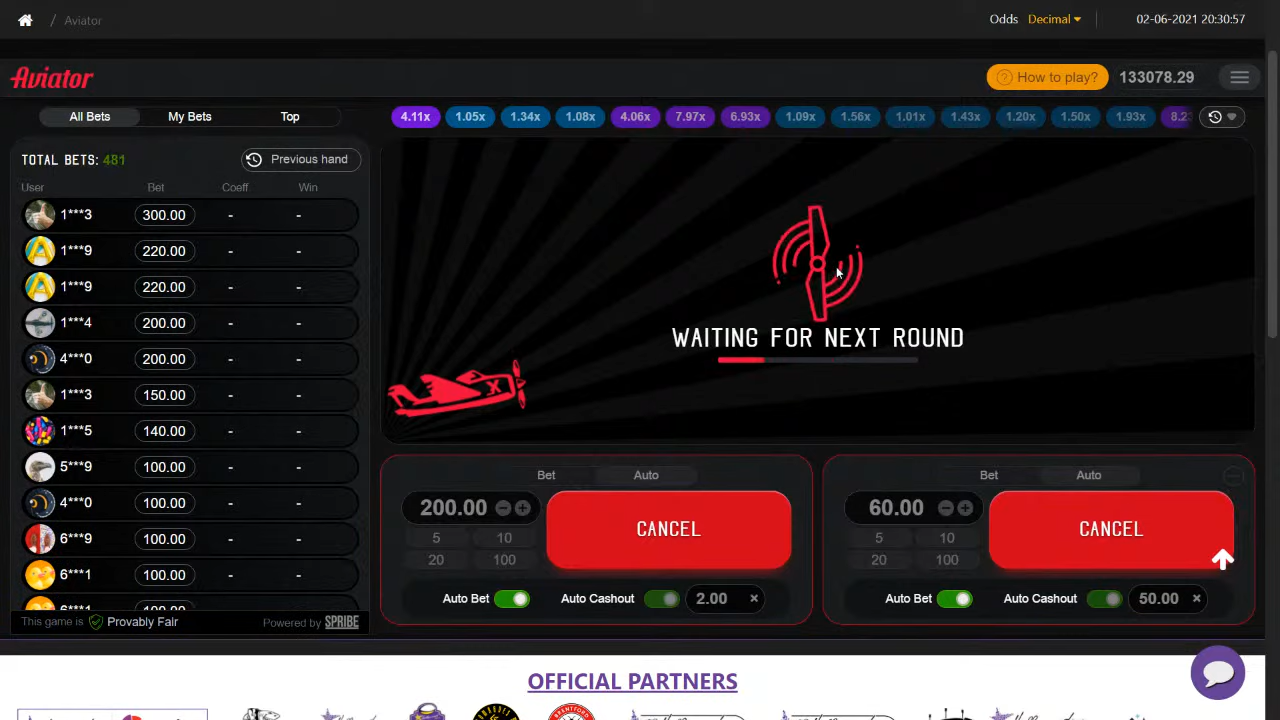 / Aviator
Odds Decimal 02-06-2021 20:30:57
Aviator
? How to play? 133078.29
All Bets My Bets Top
4.11x 1.05x 1.34x 1.08x 4.06x 7.97x 6.93x 1.09x 1.56x 1.01x 1.43x 1.20x 1.50x 1.93x
TOTAL BETS: 481 Previous hand
User Bet Coeff Win
1***3 300.00 - -
1***9 220.00 - -
1***9 220.00 - -
1***4 200.00 - -
4***0 200.00 - -
1***3 150.00 - -
1***5 140.00 - -
5***9 100.00 - -
4***0 100.00 - -
6***9 100.00 - -
6***1 100.00 - -
6***1 100.00
This game is Provably Fair Powered by SPRIBE
WAITING FOR NEXT ROUND
X
Bet Auto
200.00
CANCEL
5 10
20 100
Auto Bet Auto Cashout 2.00 ×
Bet Auto
60.00
CANCEL
5 10
20 100
Auto Bet Auto Cashout 50.00 ×
OFFICIAL PARTNERS
BRENTFORD